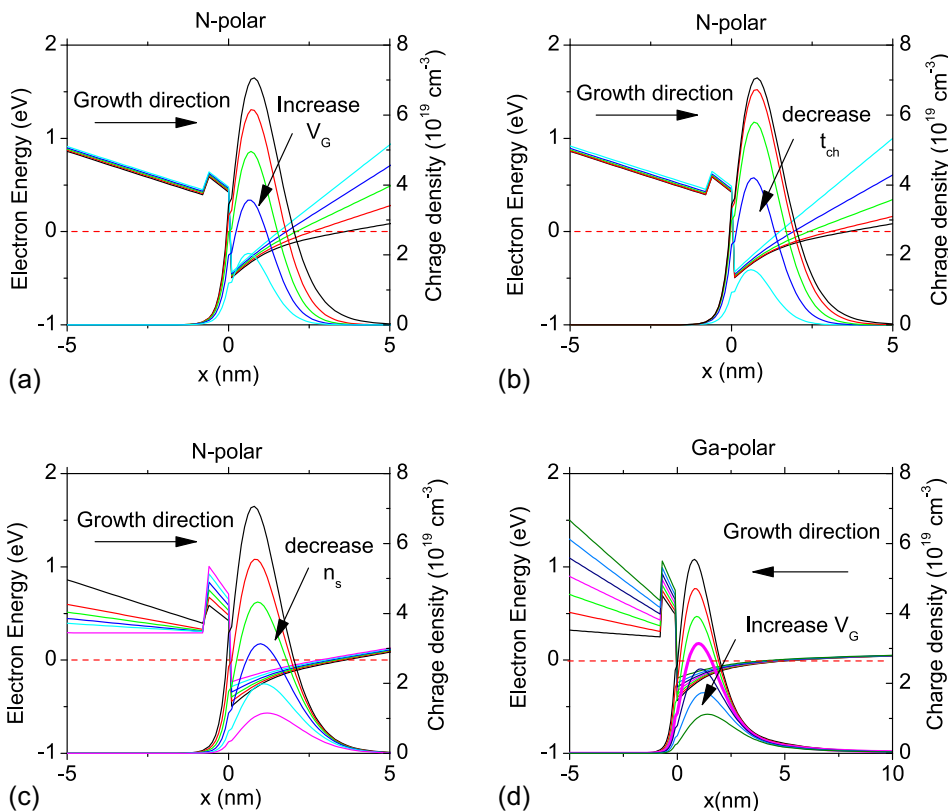 N-polar
2
1
0
-1
Electron Energy (eV)
Growth direction
Increase
V_G
8
6
4
2
0
Chrage density (10^19 cm^-3)
-5
0
5
x (nm)
(a)
N-polar
2
1
0
-1
Electron Energy (eV)
Growth direction
decrease
t_ch
8
6
4
2
0
Chrage density (10^19 cm^-3)
-5
0
5
x (nm)
(b)
N-polar
2
1
0
-1
Electron Energy (eV)
Growth direction
decrease
n_s
8
6
4
2
0
Chrage density (10^19 cm^-3)
-5
0
5
x (nm)
(c)
Ga-polar
2
1
0
-1
Electron Energy (eV)
Growth direction
Increase V_G
8
6
4
2
0
Charge density (10^19 cm^-3)
-5
0
5
10
x(nm)
(d)